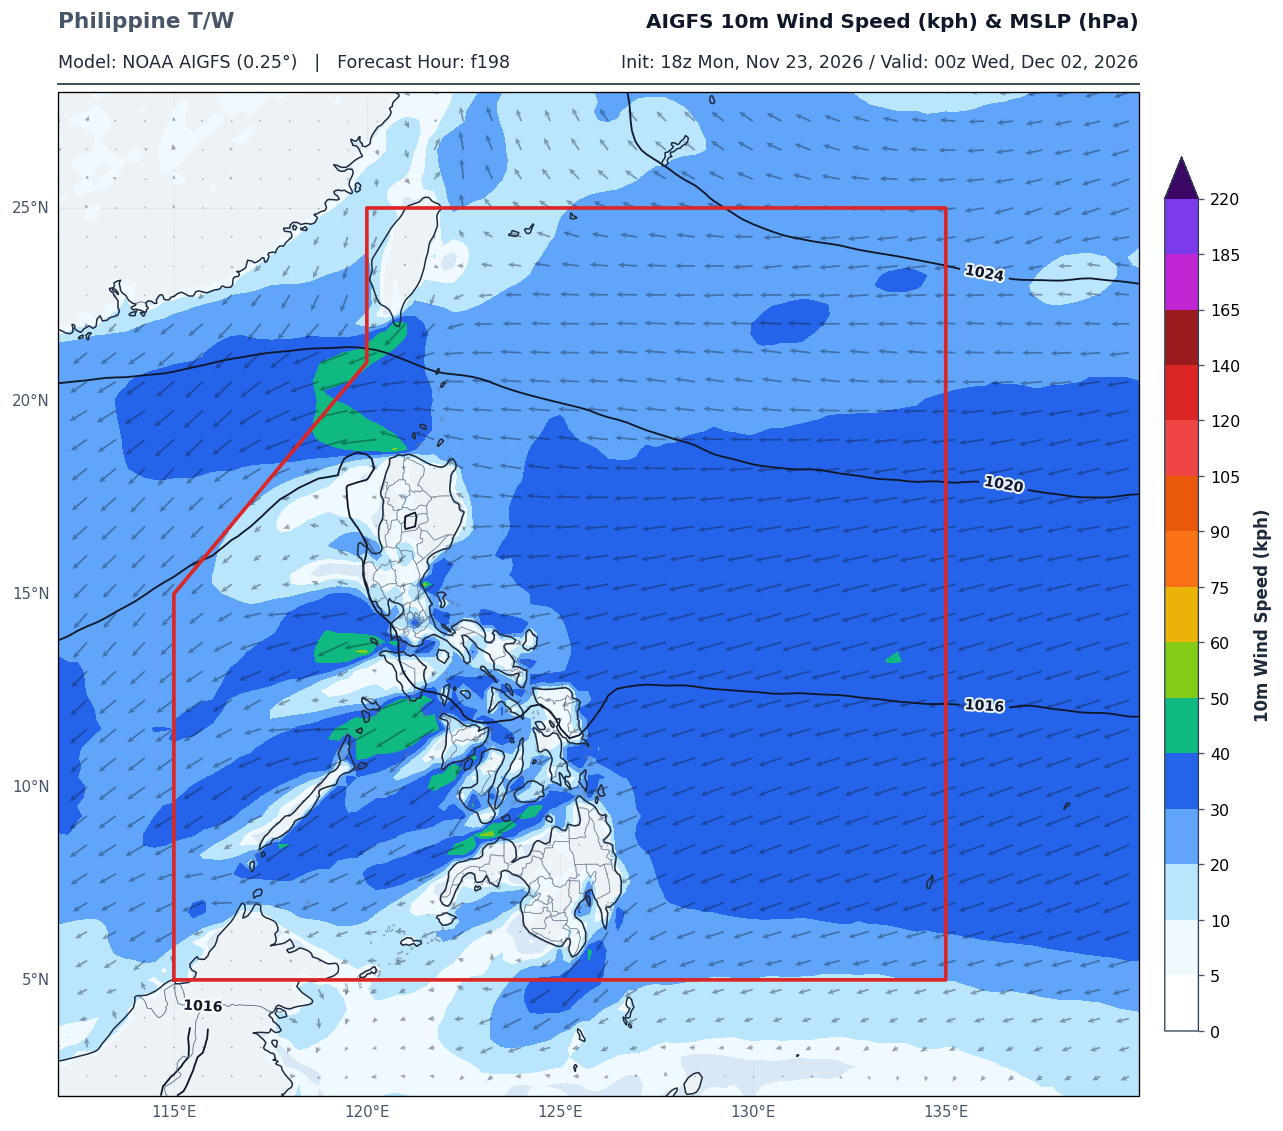 Philippine T/W
AIGFS 10m Wind Speed (kph) & MSLP (hPa)
Model: NOAA AIGFS (0.25°) | Forecast Hour: f198
Init: 18z Mon, Nov 23, 2026 / Valid: 00z Wed, Dec 02, 2026
25°N
20°N
15°N
10°N
5°N
115°E
120°E
125°E
130°E
135°E
1024
1020
1016
1016
220
185
165
140
120
105
90
75
60
50
40
30
20
10
5
0
10m Wind Speed (kph)